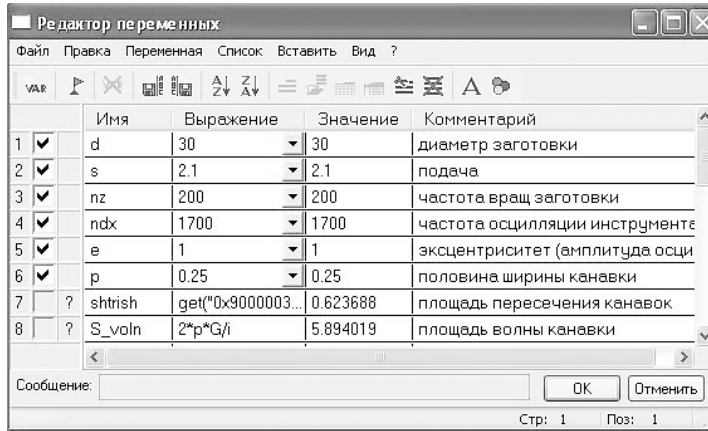 Редактор переменных
Файл Правка Переменная Список Вставить Вид ?
VAR
Имя Выражение Значение Комментарий
1 d 30 30 диаметр заготовки
2 s 2.1 2.1 подача
3 nz 200 200 частота вращ заготовки
4 ndx 1700 1700 частота осцилляции инструмента
5 e 1 1 эксцентриситет (амплитуда осци
6 p 0.25 0.25 половина ширины канавки
7 ? shtrish get("0x9000003... 0.623688 площадь пересечения канавок
8 ? S_voln 2*p*G/i 5.894019 площадь волны канавки
Сообщение: OK Отменить
Стр: 1 Поз: 1